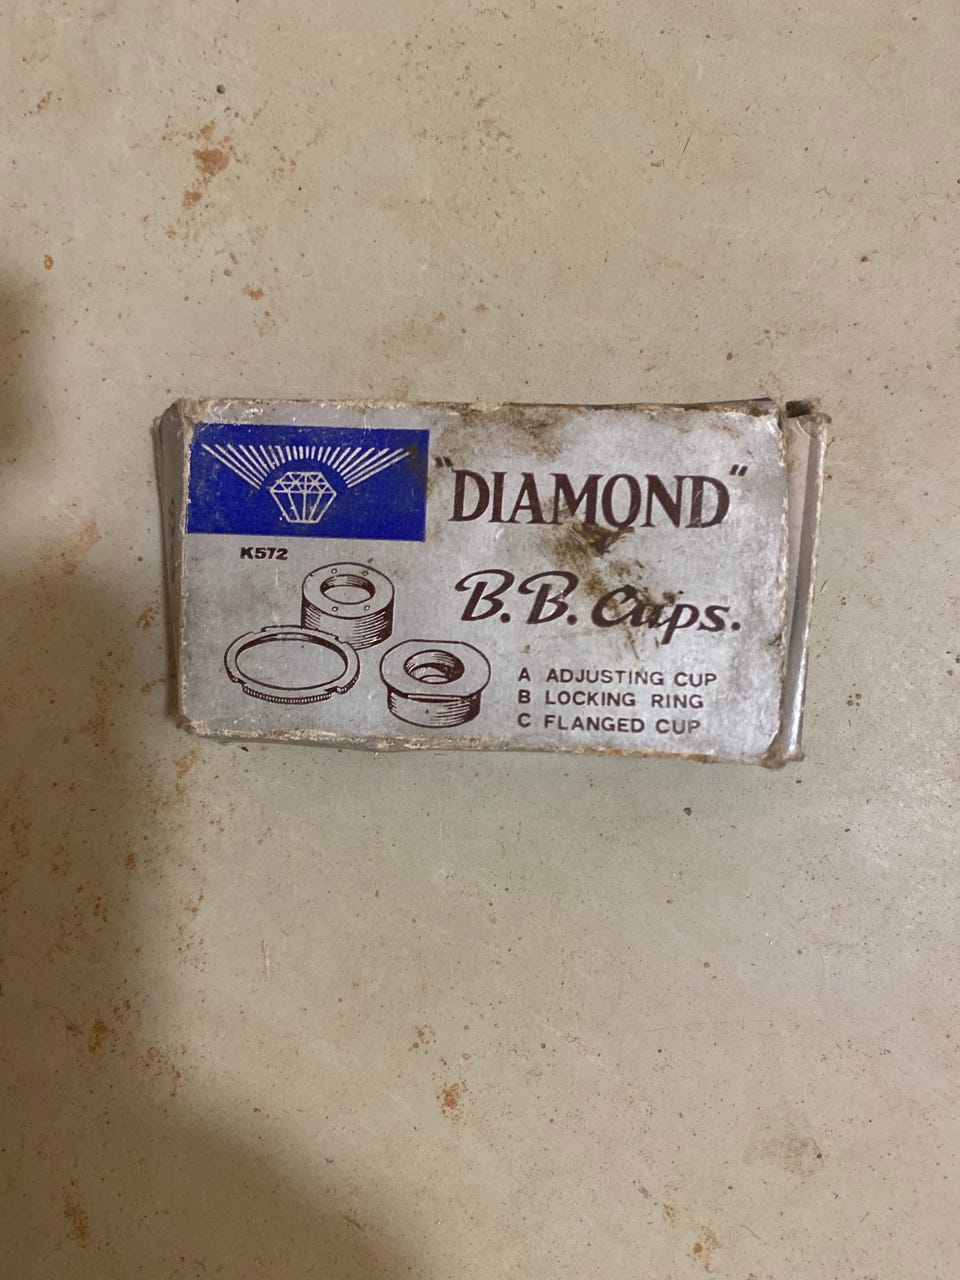 "DIAMOND"
K572
B.B. Cups.
A ADJUSTING CUP
B LOCKING RING
C FLANGED CUP